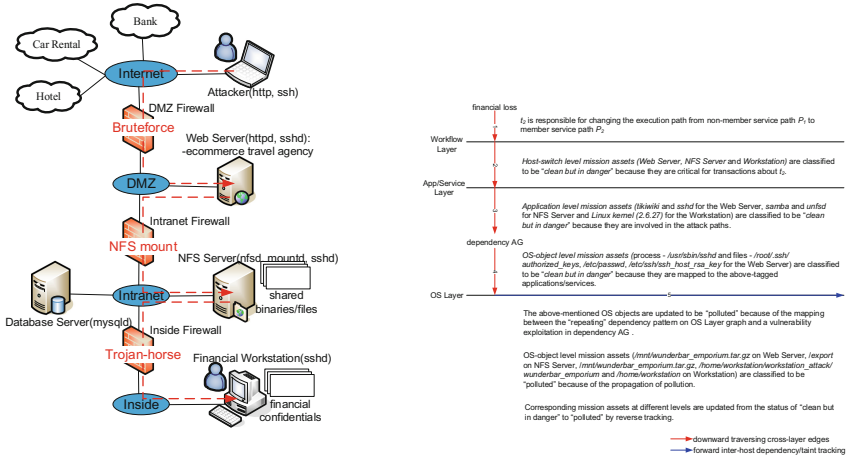 Bank
Car Rental
Hotel
Internet
Attacker(http, ssh)
DMZ Firewall
Bruteforce
Web Server(httpd, sshd):
-ecommerce travel agency
DMZ
Intranet Firewall
NFS mount
NFS Server(nfsd, mountd, sshd)
shared
binaries/files
Intranet
Database Server(mysqld)
Inside Firewall
Trojan-horse
Financial Workstation(sshd)
Inside
financial
confidentials
financial loss
1
t2 is responsible for changing the execution path from non-member service path P1 to
member service path P2
Workflow
Layer
2
Host-switch level mission assets (Web Server, NFS Server and Workstation) are classified
to be "clean but in danger" because they are critical for transactions about t2.
App/Service
Layer
3
Application level mission assets (tikiwiki and sshd for the Web Server, samba and unfsd
for NFS Server and Linux kernel (2.6.27) for the Workstation) are classified to be "clean
but in danger" because they are involved in the attack paths.
dependency AG
4
OS-object level mission assets (process - /usr/sbin/sshd and files - /root/.ssh/
authorized_keys, /etc/passwd, /etc/ssh/ssh_host_rsa_key for the Web Server) are classified
to be "clean but in danger" because they are mapped to the above-tagged
applications/services.
OS Layer
5
The above-mentioned OS objects are updated to be "polluted" because of the mapping
between the "repeating" dependency pattern on OS Layer graph and a vulnerability
exploitation in dependency AG .
OS-object level mission assets (/mnt/wunderbar_emporium.tar.gz on Web Server, /export
on NFS Server, /mnt/wunderbar_emporium.tar.gz, /home/workstation/workstation_attack/
wunderbar_emporium and /home/workstation on Workstation) are classified to be
"polluted" because of the propagation of pollution.
Corresponding mission assets at different levels are updated from the status of "clean but
in danger" to "polluted" by reverse tracking.
downward traversing cross-layer edges
forward inter-host dependency/taint tracking